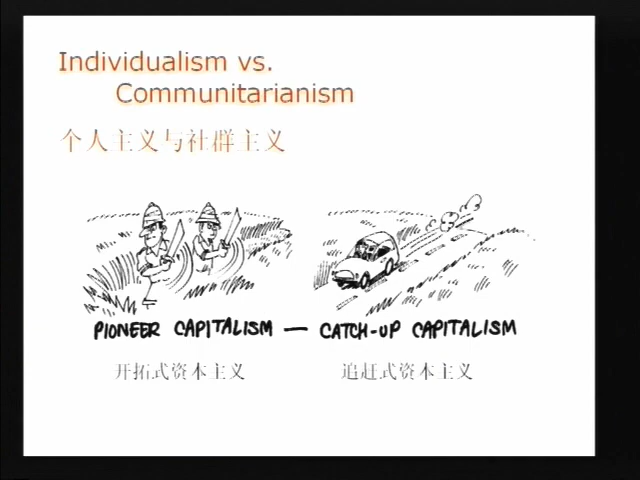 Individualism vs.
Communitarianism
个人主义与社群主义
PIONEER CAPITALISM — CATCH-UP CAPITALISM
开拓式资本主义
追赶式资本主义